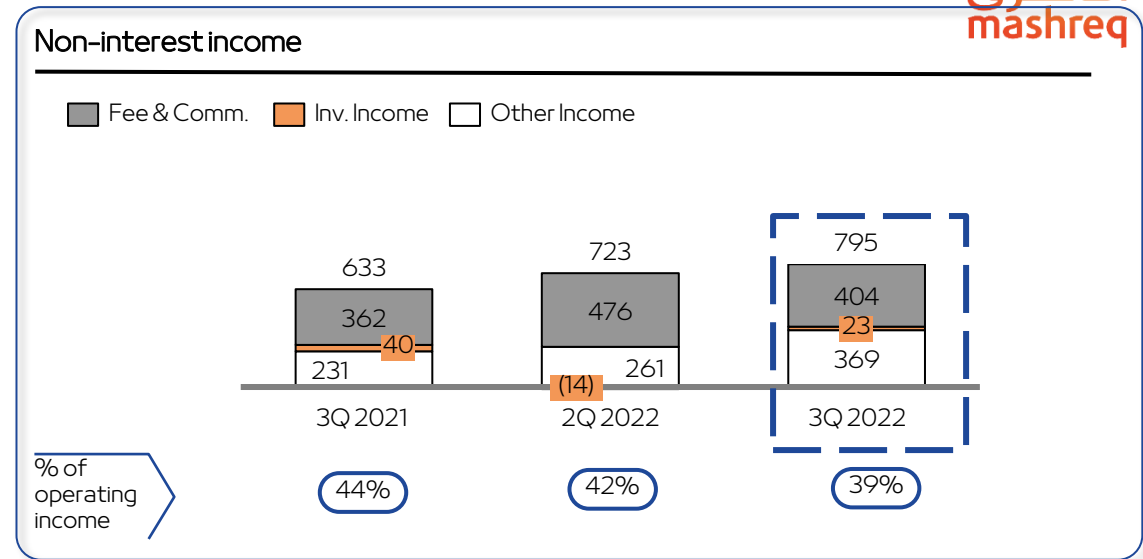 mashreq
Non-interest income
Fee & Comm. Inv. Income Other Income
633 723 795
362 476 404
40 23
231 261 369
(14)
3Q 2021 2Q 2022 3Q 2022
% of
operating
income
44% 42% 39%